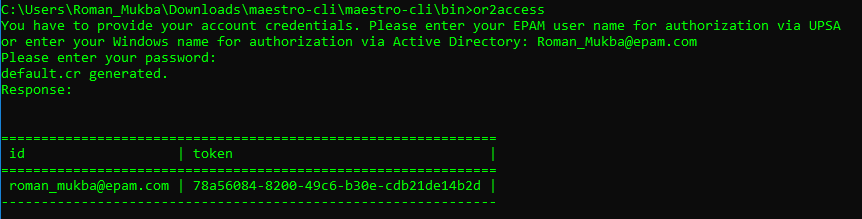 C:\Users\Roman_Mukba\Downloads\maestro-cli\maestro-cli\bin>or2access
You have to provide your account credentials. Please enter your EPAM user name for authorization via UPSA
or enter your Windows name for authorization via Active Directory: Roman_Mukba@epam.com
Please enter your password:
default.cr generated.
Response:
==============================================================
id | token |
==============================================================
roman_mukba@epam.com | 78a56084-8200-49c6-b30e-cdb21de14b2d |
--------------------------------------------------------------